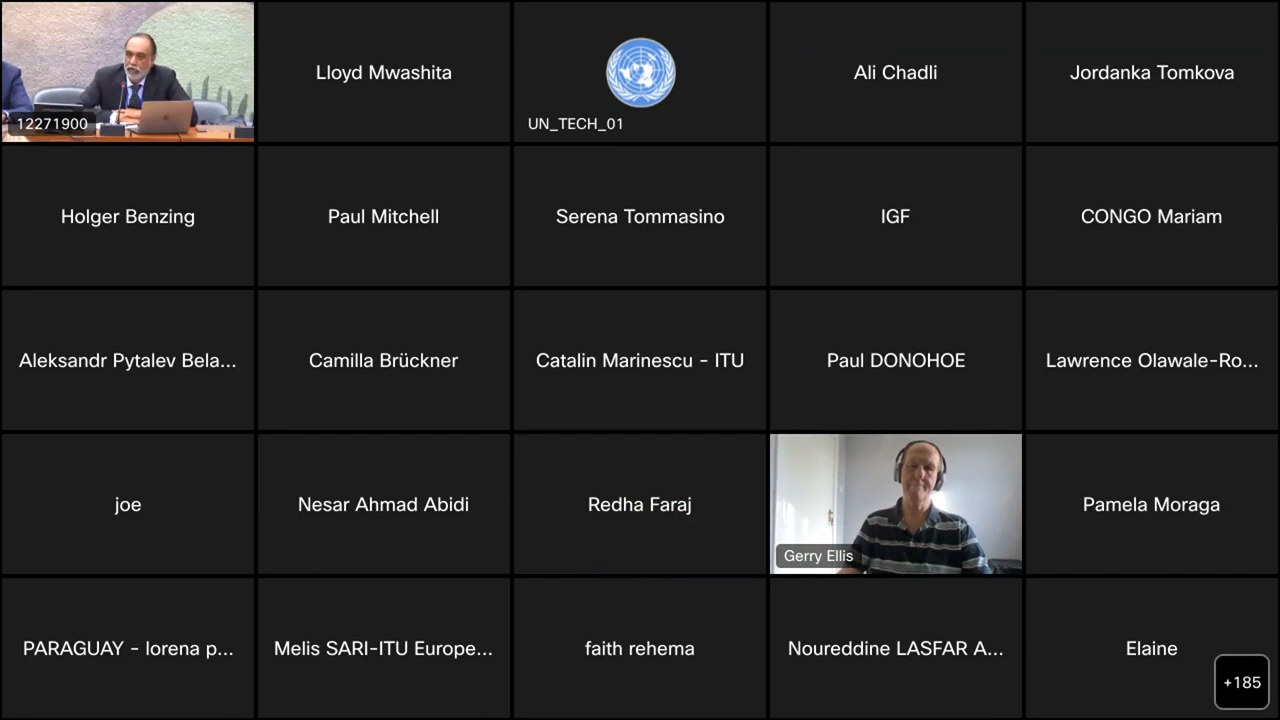 12271900
Lloyd Mwashita
UN_TECH_01
Ali Chadli
Jordanka Tomkova
Holger Benzing
Paul Mitchell
Serena Tommasino
IGF
CONGO Mariam
Aleksandr Pytalev Bela...
Camilla Brückner
Catalin Marinescu - ITU
Paul DONOHOE
Lawrence Olawale-Ro...
joe
Nesar Ahmad Abidi
Redha Faraj
Gerry Ellis
Pamela Moraga
PARAGUAY - lorena p...
Melis SARI-ITU Europe...
faith rehema
Noureddine LASFAR A...
Elaine
+185